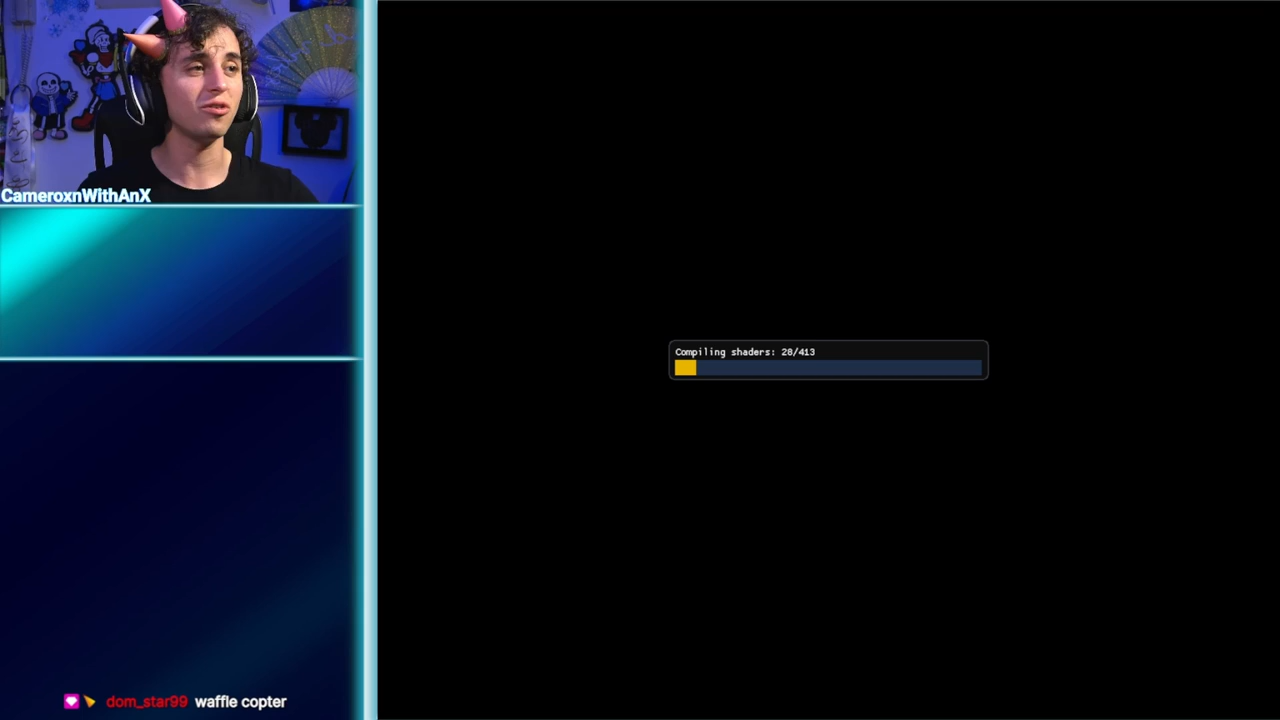 CameroxnWithAnX
Compiling shaders: 28/413
dom_star99 waffle copter